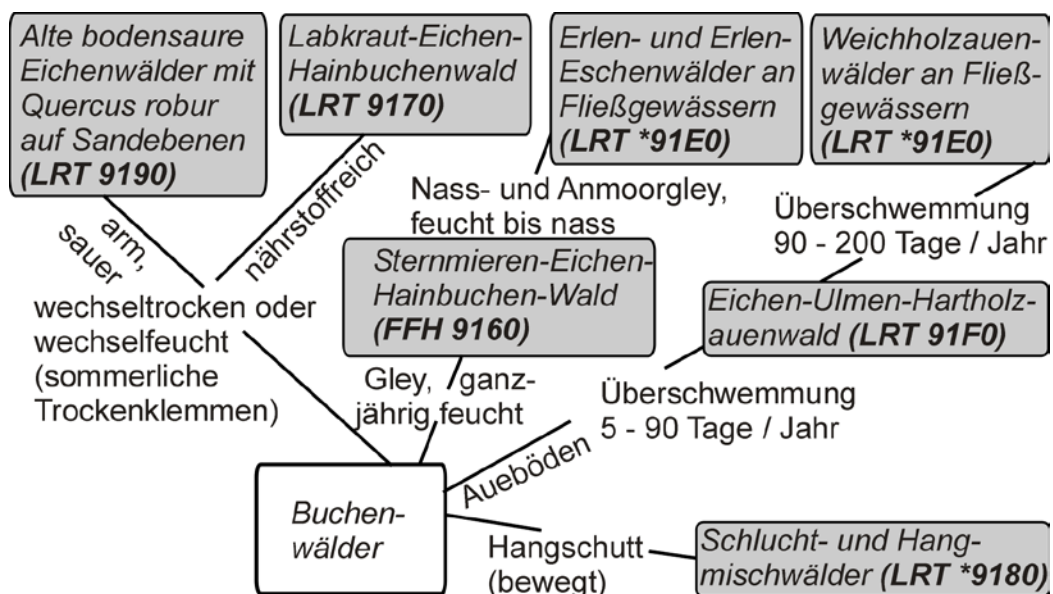 Alte bodensaure
Eichenwälder mit
Quercus robur
auf Sandebenen
(LRT 9190)
Labkraut-Eichen-
Hainbuchenwald
(LRT 9170)
Erlen- und Erlen-
Eschenwälder an
Fließgewässern
(LRT *91E0)
Weichholzauen-
wälder an Fließ-
gewässern
(LRT *91E0)
arm,
sauer
nährstoffreich
Nass- und Anmoorgley,
feucht bis nass
Überschwemmung
90 - 200 Tage / Jahr
wechseltrocken oder
wechselfeucht
(sommerliche
Trockenklemmen)
Sternmieren-Eichen-
Hainbuchen-Wald
(FFH 9160)
Eichen-Ulmen-Hartholz-
auenwald (LRT 91F0)
Gley, ganz-
jährig feucht
Überschwemmung
5 - 90 Tage / Jahr
Aueböden
Buchen-
wälder
Hangschutt
(bewegt)
Schlucht- und Hang-
mischwälder (LRT *9180)